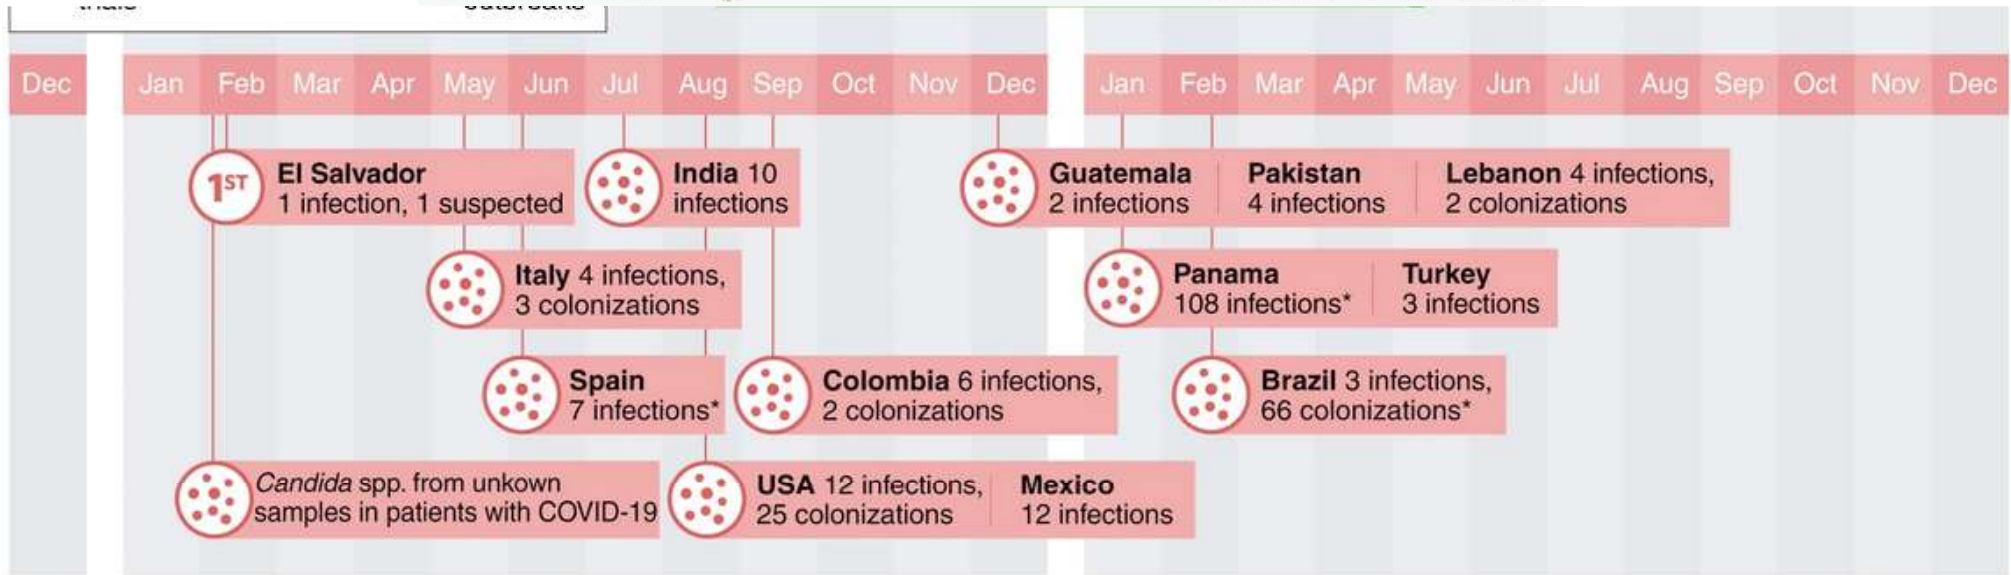 Dec Jan Feb Mar Apr May Jun Jul Aug Sep Oct Nov Dec Jan Feb Mar Apr May Jun Jul Aug Sep Oct Nov Dec
1ST
El Salvador
1 infection, 1 suspected
India 10
infections
Guatemala
2 infections
Pakistan
4 infections
Lebanon 4 infections,
2 colonizations
Italy 4 infections,
3 colonizations
Panama
108 infections*
Turkey
3 infections
Spain
7 infections*
Colombia 6 infections,
2 colonizations
Brazil 3 infections,
66 colonizations*
Candida spp. from unkown
samples in patients with COVID-19
USA 12 infections,
25 colonizations
Mexico
12 infections